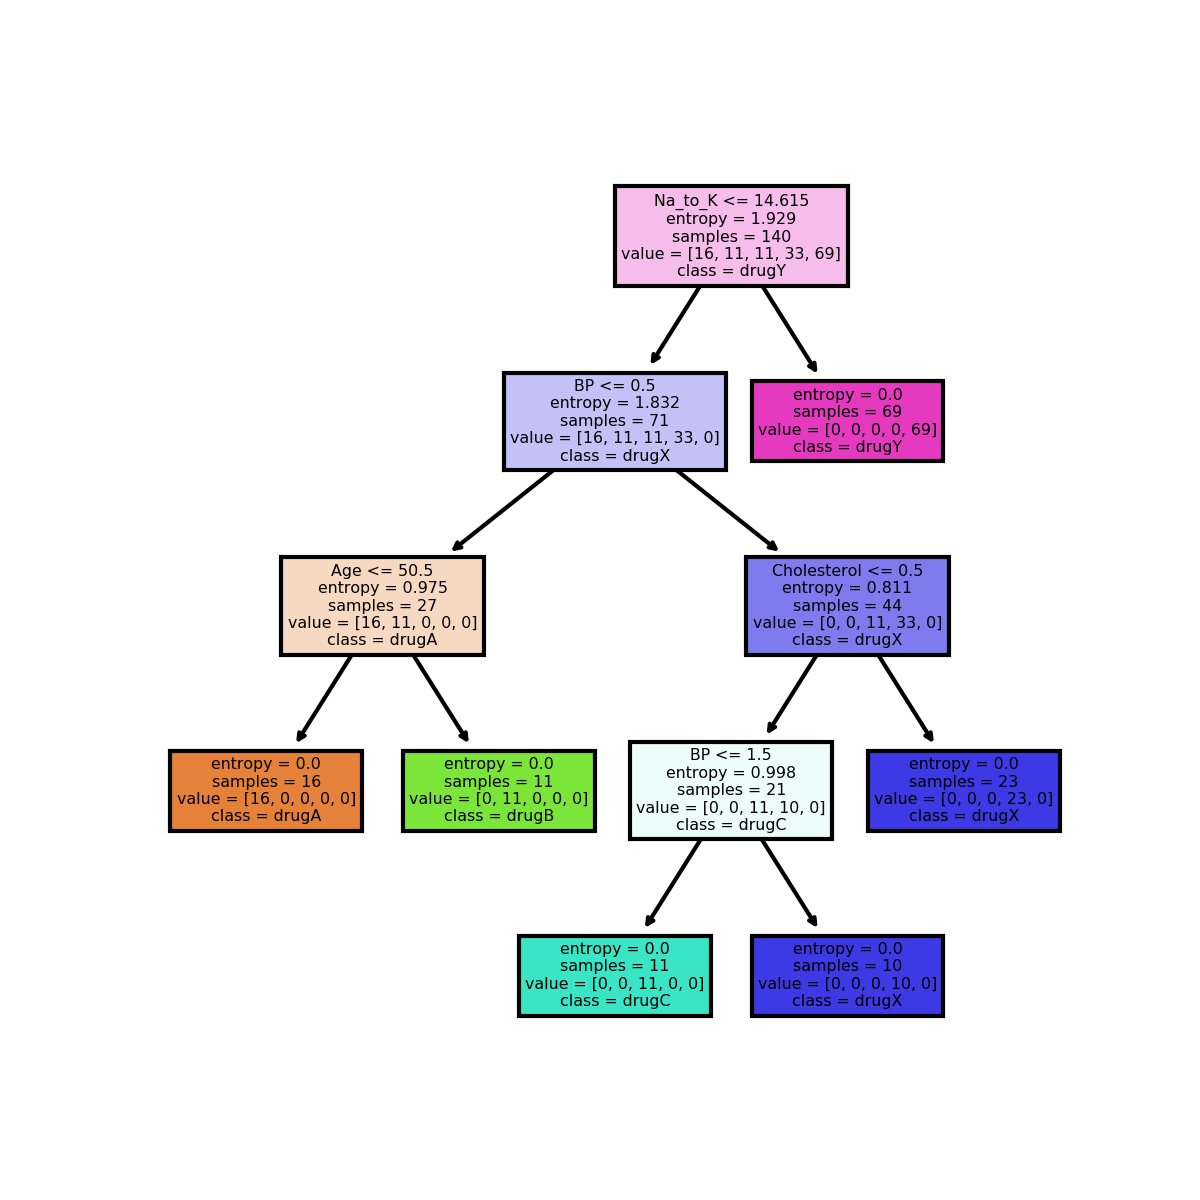 Na_to_K <= 14.615
entropy = 1.929
samples = 140
value = [16, 11, 11, 33, 69]
class = drugY
BP <= 0.5
entropy = 1.832
samples = 71
value = [16, 11, 11, 33, 0]
class = drugX
entropy = 0.0
samples = 69
value = [0, 0, 0, 0, 69]
class = drugY
Age <= 50.5
entropy = 0.975
samples = 27
value = [16, 11, 0, 0, 0]
class = drugA
Cholesterol <= 0.5
entropy = 0.811
samples = 44
value = [0, 0, 11, 33, 0]
class = drugX
entropy = 0.0
samples = 16
value = [16, 0, 0, 0, 0]
class = drugA
entropy = 0.0
samples = 11
value = [0, 11, 0, 0, 0]
class = drugB
BP <= 1.5
entropy = 0.998
samples = 21
value = [0, 0, 11, 10, 0]
class = drugC
entropy = 0.0
samples = 23
value = [0, 0, 0, 23, 0]
class = drugX
entropy = 0.0
samples = 11
value = [0, 0, 11, 0, 0]
class = drugC
entropy = 0.0
samples = 10
value = [0, 0, 0, 10, 0]
class = drugX